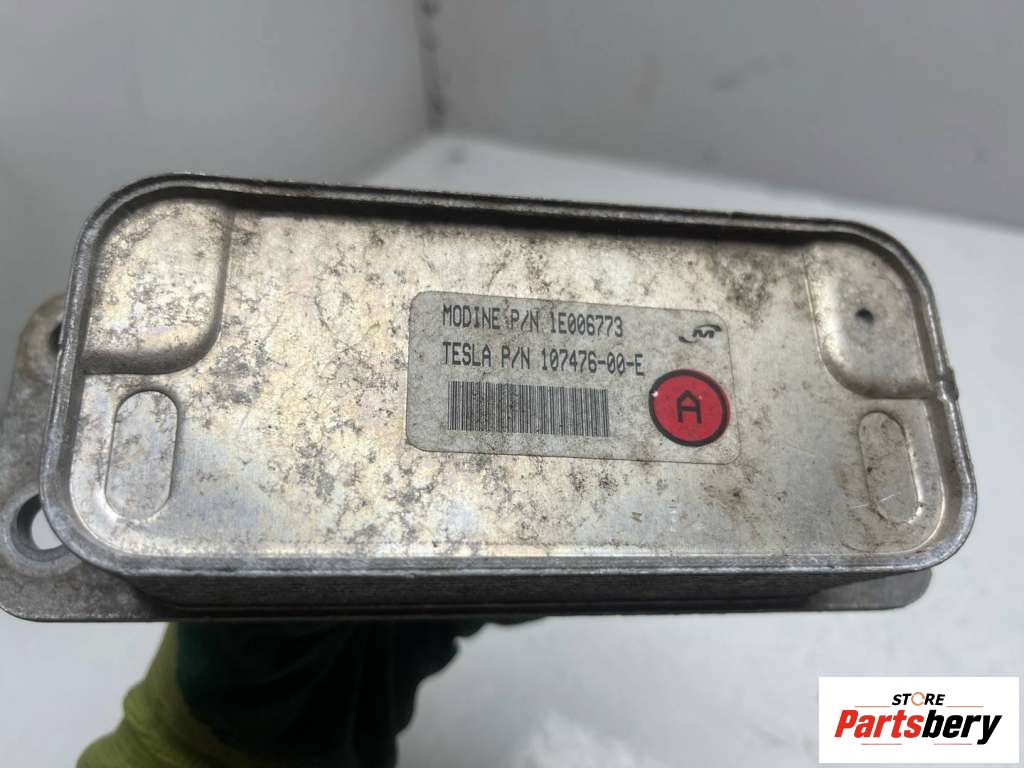 MODINE P/N 1E006773
TESLA P/N 107476-00-E
A
STORE
Partsbery